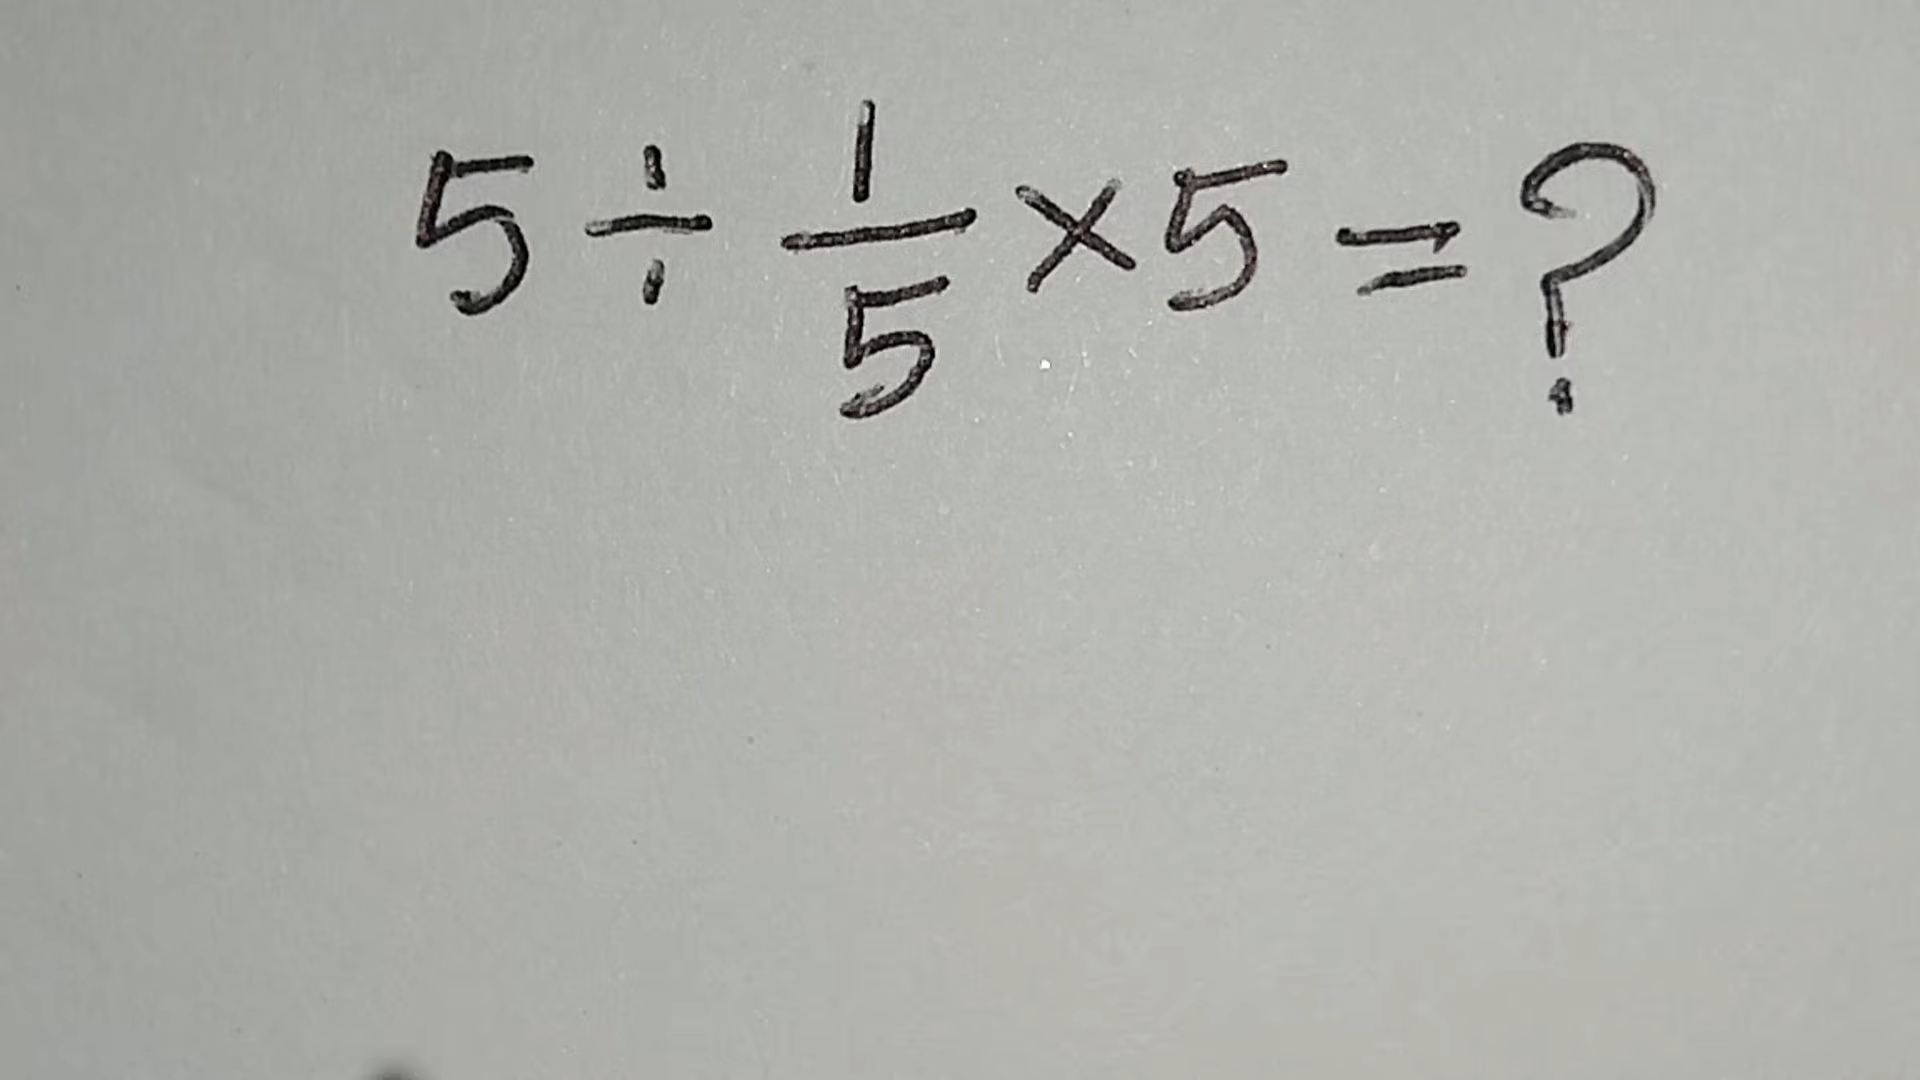 5 ÷ 1/5 × 5 = ?